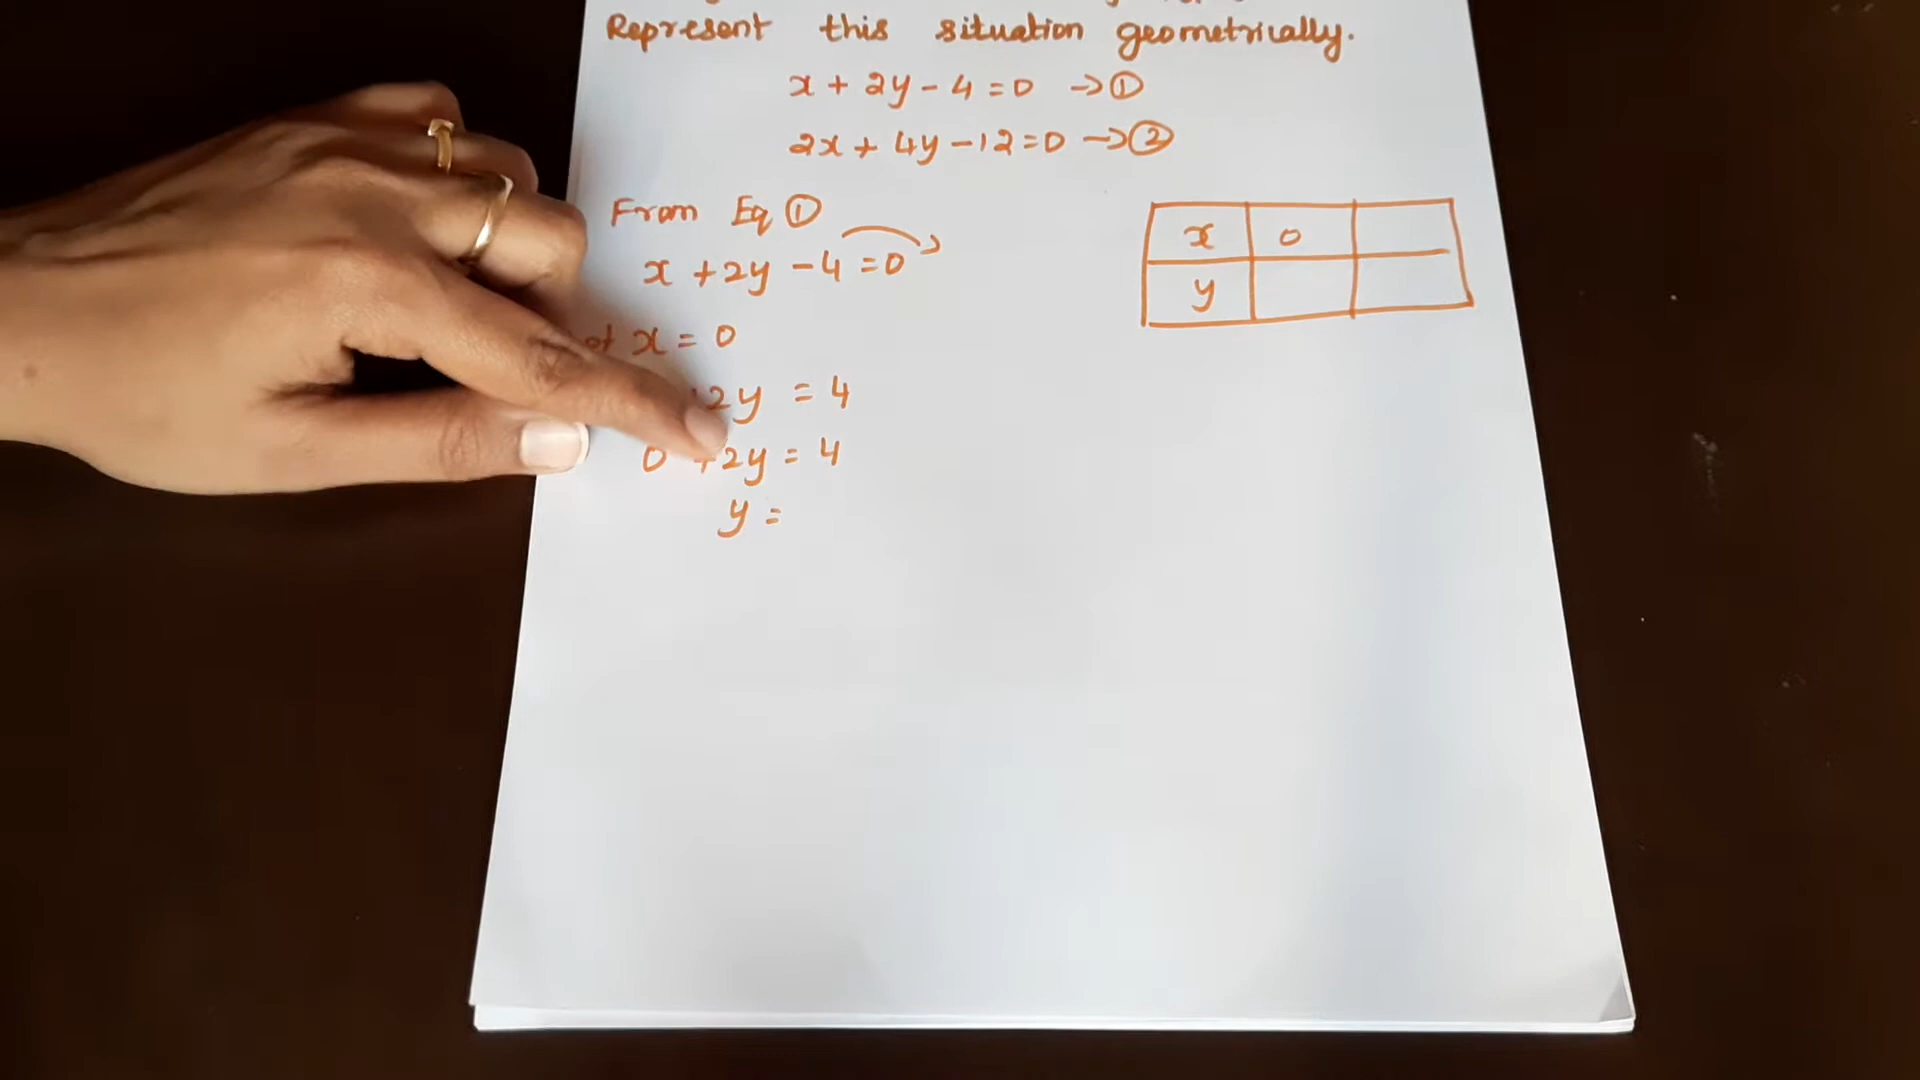 Represent this situation geometrically.
x + 2y - 4 = 0 → ①
2x + 4y - 12 = 0 → ②
From Eq ①
x + 2y - 4 = 0
x = 0
2y = 4
0 + 2y = 4
y =
x 0
y